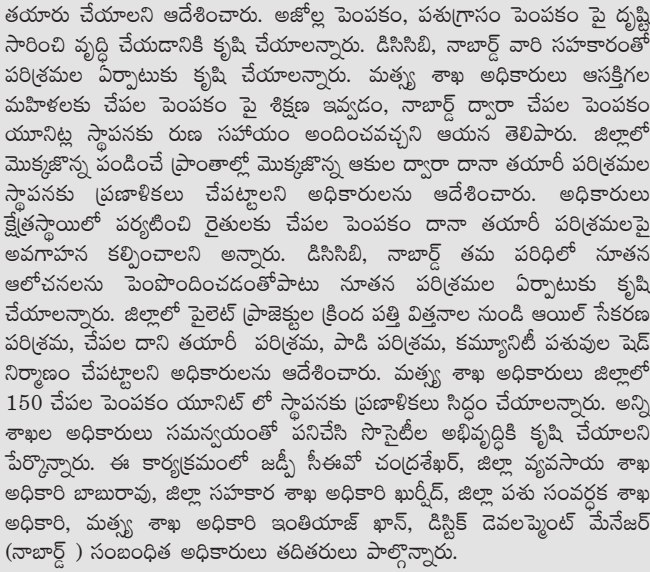 తయారు చేయాలని ఆదేశించారు. అజోల్ల పెంపకం, పశుగ్రాసం పెంపకం పై దృష్టి
సారించి వృద్ధి చేయడానికి కృషి చేయాలన్నారు. డిసిసిబి, నాబార్డ్ వారి సహకారంతో
పరిశ్రమల ఏర్పాటుకు కృషి చేయాలన్నారు. మత్స్య శాఖ అధికారులు ఆసక్తిగల
మహిళలకు చేపల పెంపకం పై శిక్షణ ఇవ్వడం, నాబార్డ్ ద్వారా చేపల పెంపకం
యూనిట్ల స్థాపనకు రుణ సహాయం అందించవచ్చని ఆయన తెలిపారు. జిల్లాలో
మొక్కజొన్న పండించే ప్రాంతాల్లో మొక్కజొన్న ఆకుల ద్వారా దానా తయారీ పరిశ్రమల
స్థాపనకు ప్రణాళికలు చేపట్టాలని అధికారులను ఆదేశించారు. అధికారులు
క్షేత్రస్థాయిలో పర్యటించి రైతులకు చేపల పెంపకం దానా తయారీ పరిశ్రమలపై
అవగాహన కల్పించాలని అన్నారు. డిసిసిబి, నాబార్డ్ తమ పరిధిలో నూతన
ఆలోచనలను పెంపొందించడంతోపాటు నూతన పరిశ్రమల ఏర్పాటుకు కృషి
చేయాలన్నారు. జిల్లాలో పైలెట్ ప్రాజెక్టుల క్రింద పత్తి విత్తనాల నుండి ఆయిల్ సేకరణ
పరిశ్రమ, చేపల దాని తయారీ పరిశ్రమ, పాడి పరిశ్రమ, కమ్యూనిటీ పశువుల షెడ్
నిర్మాణం చేపట్టాలని అధికారులను ఆదేశించారు. మత్స్య శాఖ అధికారులు జిల్లాలో
150 చేపల పెంపకం యూనిట్ లో స్థాపనకు ప్రణాళికలు సిద్ధం చేయాలన్నారు. అన్ని
శాఖల అధికారులు సమన్వయంతో పనిచేసి సొసైటీల అభివృద్ధికి కృషి చేయాలని
పేర్కొన్నారు. ఈ కార్యక్రమంలో జడ్పీ సీఈవో చంద్రశేఖర్, జిల్లా వ్యవసాయ శాఖ
అధికారి బాబురావు, జిల్లా సహకార శాఖ అధికారి ఖుర్షీద్, జిల్లా పశు సంవర్ధక శాఖ
అధికారి, మత్స్య శాఖ అధికారి ఇంతియాజ్ ఖాన్, డిస్టిక్ డెవలప్మెంట్ మేనేజర్
(నాబార్డ్ ) సంబంధిత అధికారులు తదితరులు పాల్గొన్నారు.